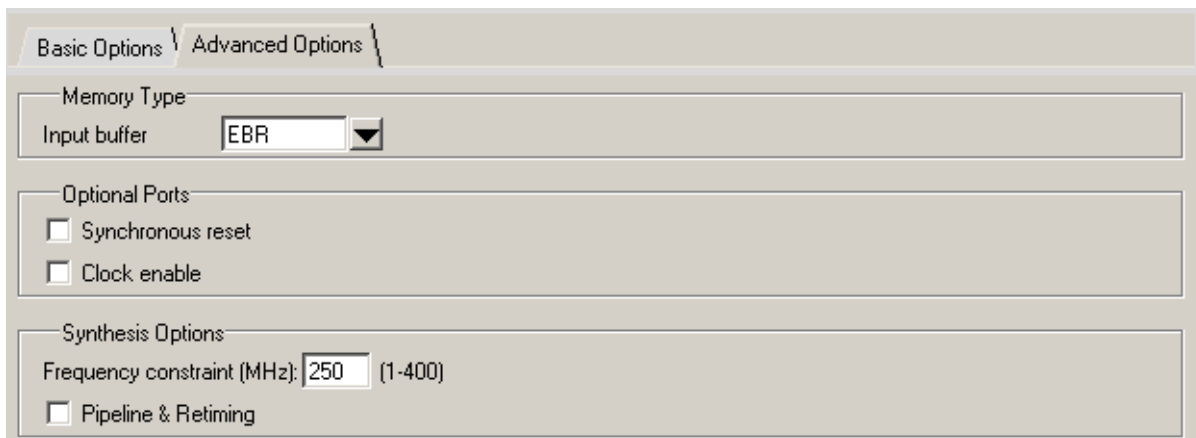 Basic Options Advanced Options
Memory Type
Input buffer EBR
Optional Ports
Synchronous reset
Clock enable
Synthesis Options
Frequency constraint (MHz): 250 (1-400)
Pipeline & Retiming